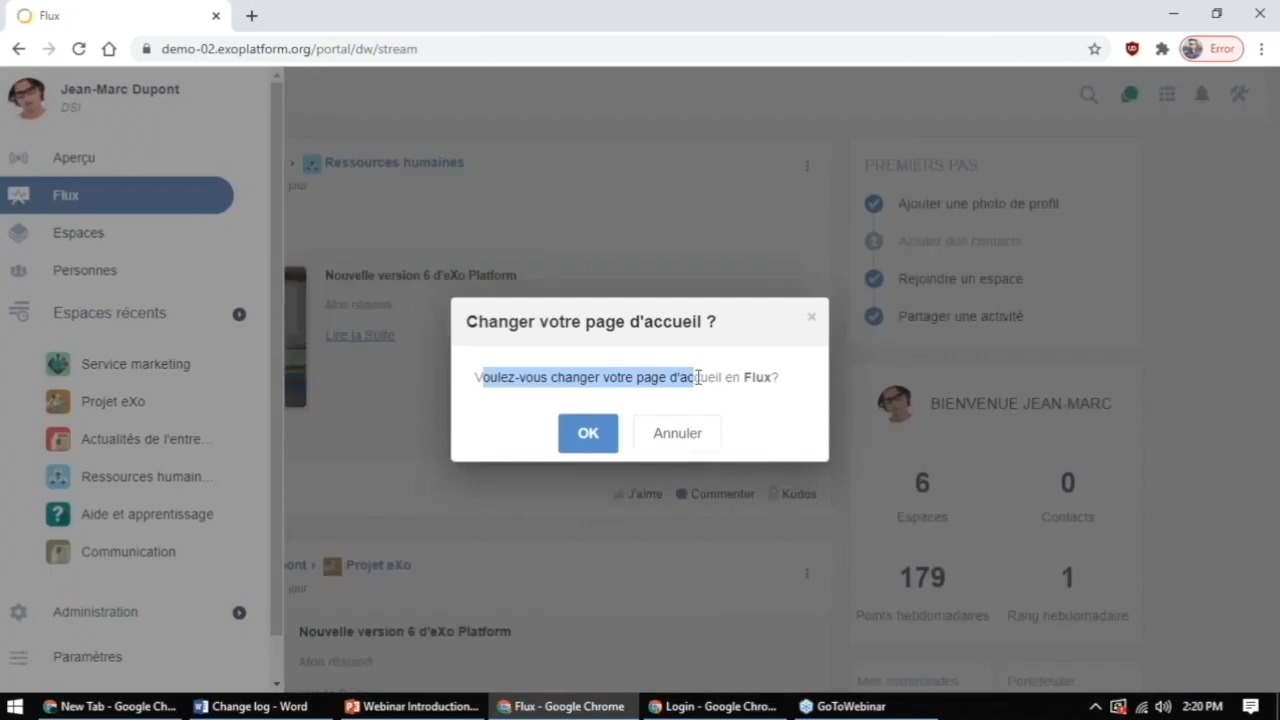 Flux
demo-02.exoplatform.org/portal/dw/stream
Error
Jean-Marc Dupont
DSI
Aperçu
Flux
Espaces
Personnes
Espaces récents
Service marketing
Projet eXo
Actualités de l'entre...
Ressources humain...
Aide et apprentissage
Communication
Administration
Paramètres
› Ressources humaines
jour
Nouvelle version 6 d'eXo Platform
Mon résumé
Lire la Suite
J'aime Commenter Kudos
ont › Projet eXo
jour
Nouvelle version 6 d'eXo Platform
Mon résumé
Changer votre page d'accueil ?
×
Voulez-vous changer votre page d'accueil en Flux?
OK Annuler
PREMIERS PAS
Ajouter une photo de profil
Ajouter des contacts
Rejoindre un espace
Partager une activité
BIENVENUE JEAN-MARC
6 0
Espaces Contacts
179 1
Points hebdomadaires Rang hebdomadaire
Mes commandes Portefeuille
New Tab - Google Ch... Change log - Word Webinar Introduction... Flux - Google Chrome Login - Google Chro... GoToWebinar 2:20 PM